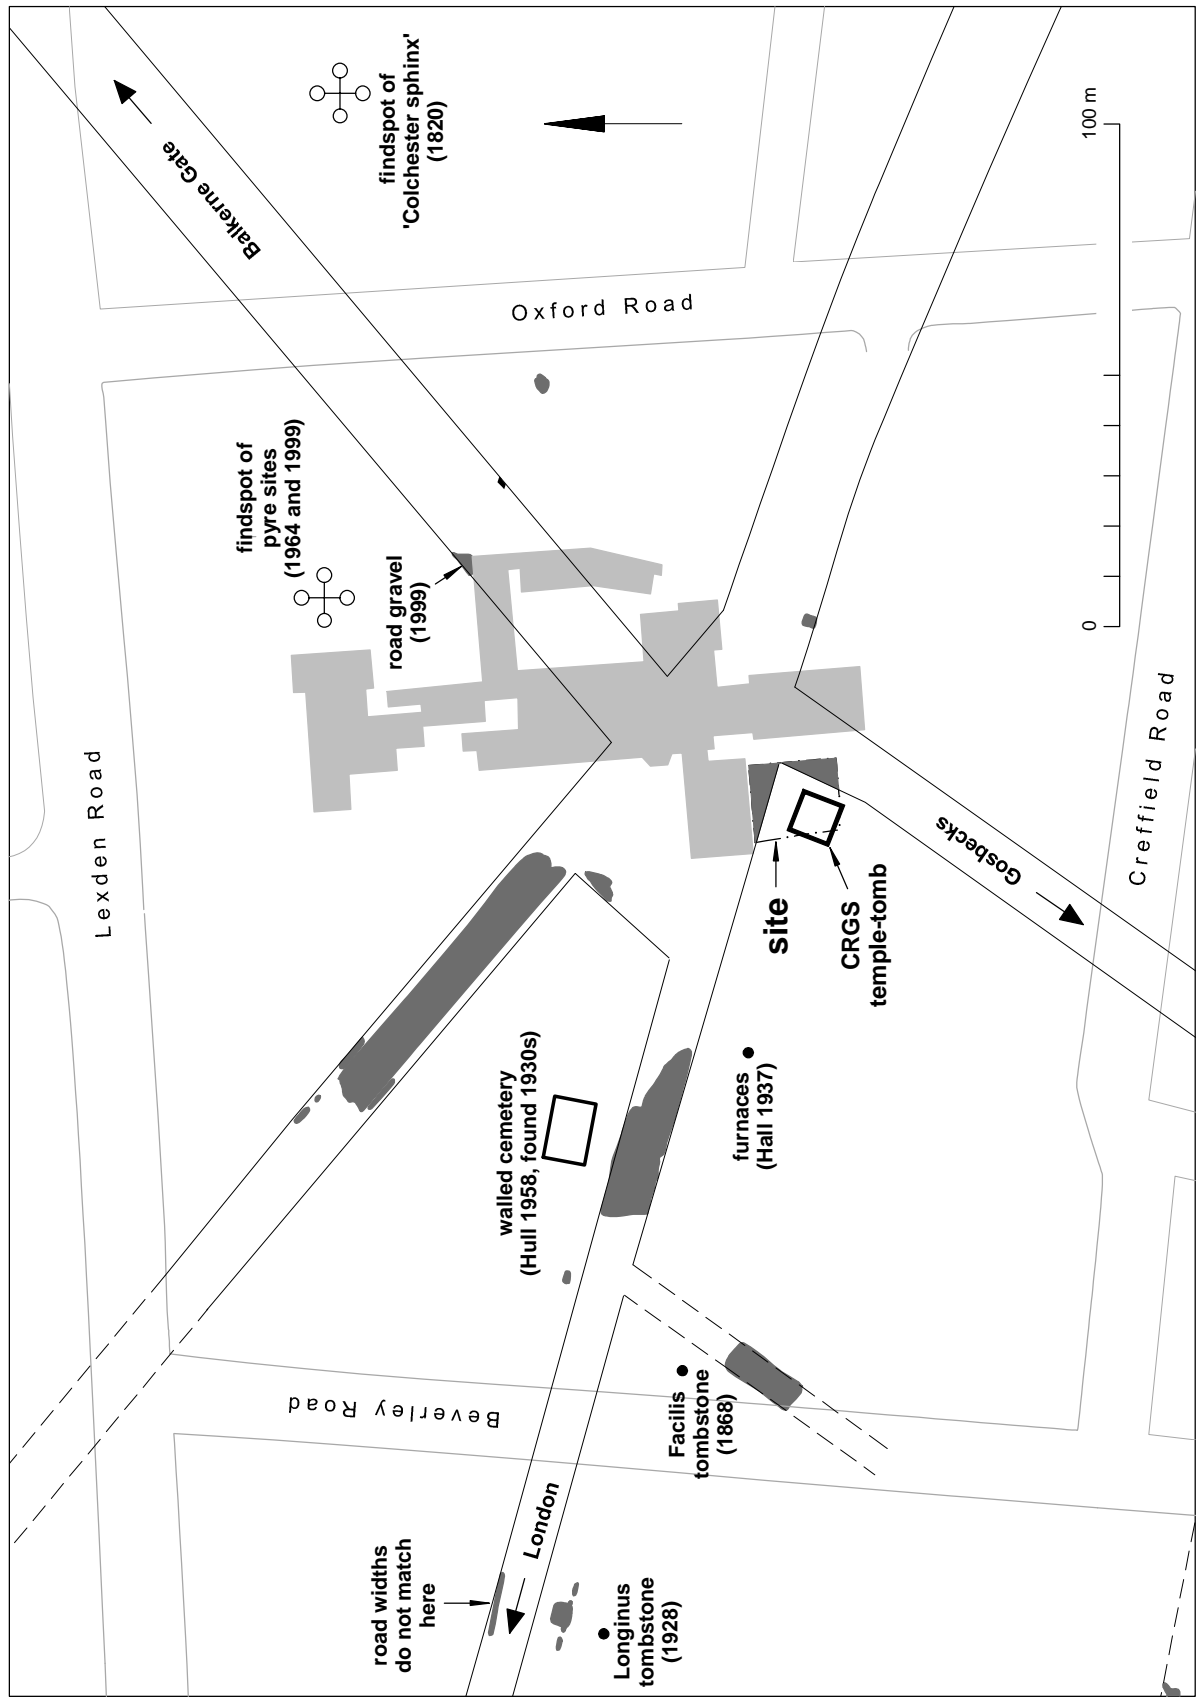 findspot of
'Colchester sphinx'
(1820)
Balkerne Gate
100 m
0
Oxford Road
findspot of
pyre sites
(1964 and 1999)
road gravel
(1999)
Lexden Road
Creffield Road
Gosbecks
site
CRGS
temple-tomb
walled cemetery
(Hull 1958, found 1930s)
furnaces
(Hall 1937)
Beverley Road
Facilis
tombstone
(1868)
London
road widths
do not match
here
Longinus
tombstone
(1928)